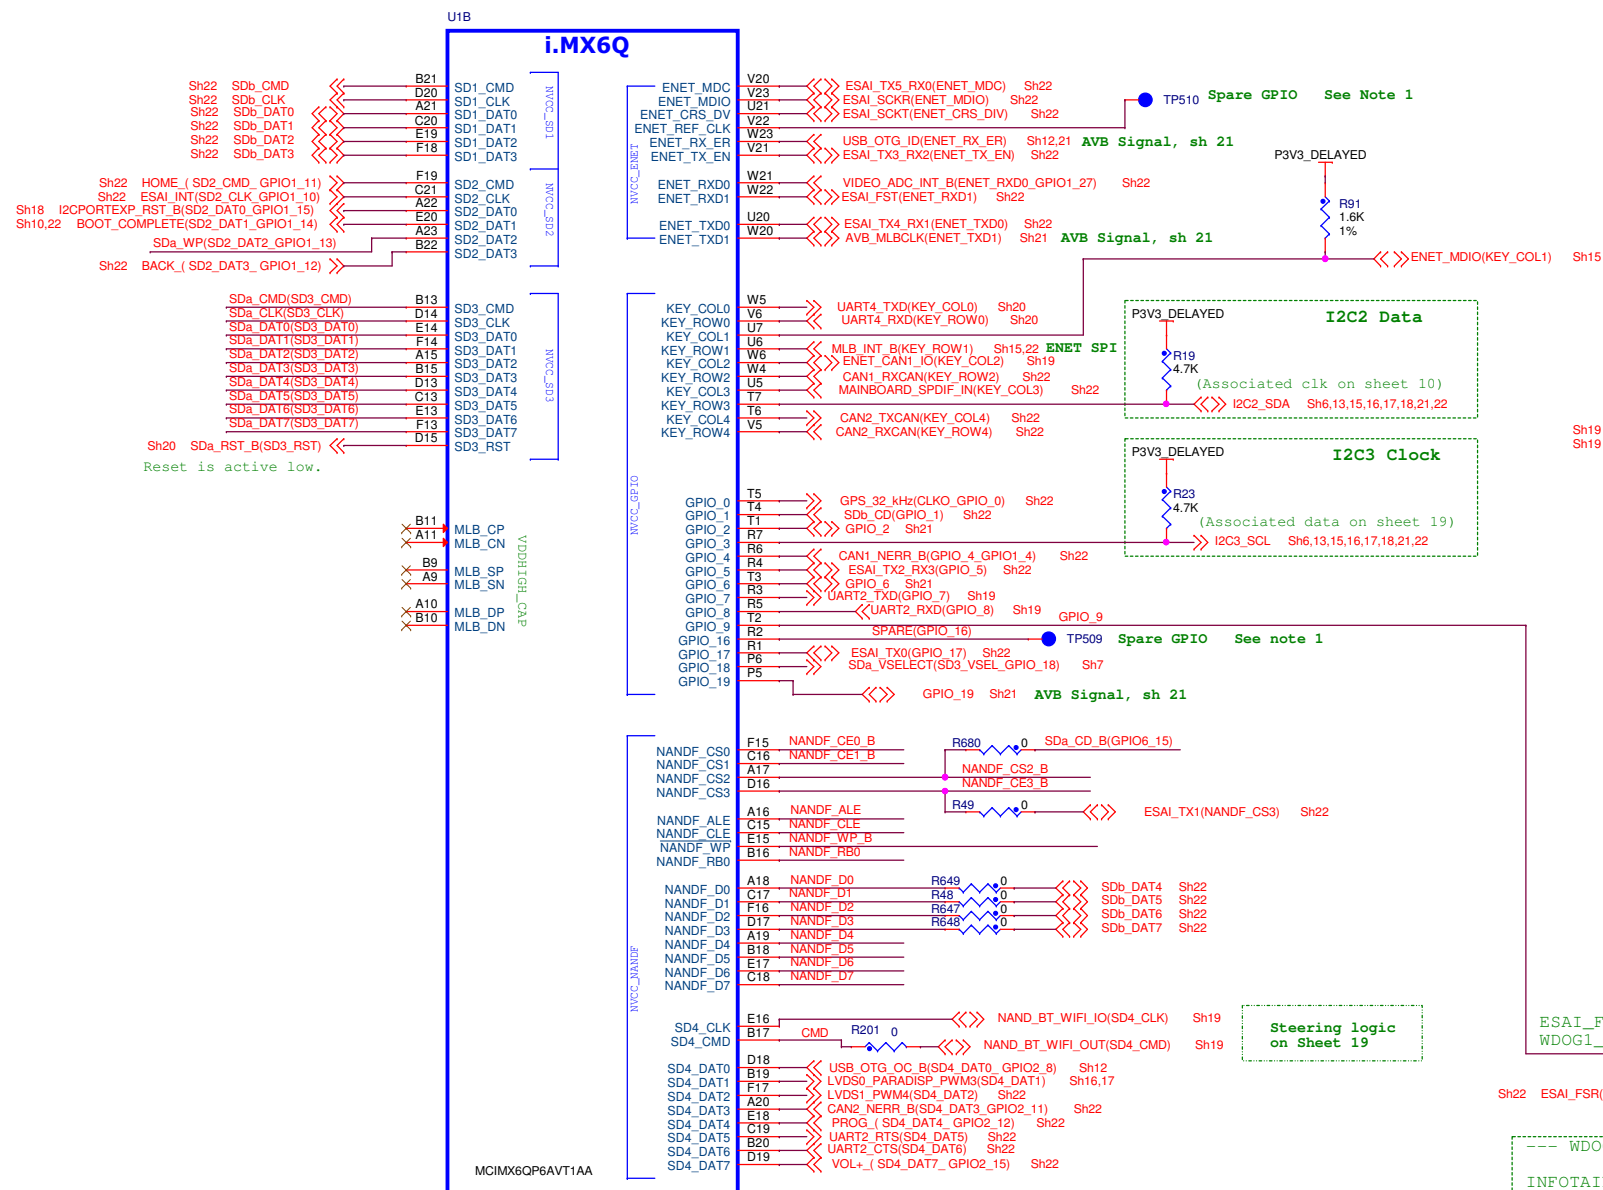 U1B
i.MX6Q
Sh22 SDb_CMD B21 SD1_CMD
Sh22 SDb_CLK D20 SD1_CLK
Sh22 SDb_DAT0 A21 SD1_DAT0
Sh22 SDb_DAT1 C20 SD1_DAT1
Sh22 SDb_DAT2 E19 SD1_DAT2
Sh22 SDb_DAT3 F18 SD1_DAT3
NVCC_SD1
Sh22 HOME_( SD2_CMD_GPIO1_11) F19 SD2_CMD
Sh22 ESAI_INT(SD2_CLK_GPIO1_10) C21 SD2_CLK
Sh18 I2CPORTEXP_RST_B(SD2_DAT0_GPIO1_15) A22 SD2_DAT0
Sh10,22 BOOT_COMPLETE(SD2_DAT1_GPIO1_14) E20 SD2_DAT1
SDa_WP(SD2_DAT2_GPIO1_13) A23 SD2_DAT2
Sh22 BACK_( SD2_DAT3_GPIO1_12) B22 SD2_DAT3
NVCC_SD2
SDa_CMD(SD3_CMD) B13 SD3_CMD
SDa_CLK(SD3_CLK) D14 SD3_CLK
SDa_DAT0(SD3_DAT0) E14 SD3_DAT0
SDa_DAT1(SD3_DAT1) F14 SD3_DAT1
SDa_DAT2(SD3_DAT2) A15 SD3_DAT2
SDa_DAT3(SD3_DAT3) B15 SD3_DAT3
SDa_DAT4(SD3_DAT4) D13 SD3_DAT4
SDa_DAT5(SD3_DAT5) C13 SD3_DAT5
SDa_DAT6(SD3_DAT6) E13 SD3_DAT6
SDa_DAT7(SD3_DAT7) F13 SD3_DAT7
Sh20 SDa_RST_B(SD3_RST) D15 SD3_RST
NVCC_SD3
Reset is active low.
B11 MLB_CP
A11 MLB_CN
B9 MLB_SP
A9 MLB_SN
A10 MLB_DP
B10 MLB_DN
VDDHIGH_CAP
MCIMX6QP6AVT1AA
NVCC_ENET
ENET_MDC V20 ESAI_TX5_RX0(ENET_MDC) Sh22
ENET_MDIO V23 ESAI_SCKR(ENET_MDIO) Sh22
ENET_CRS_DV U21 ESAI_SCKT(ENET_CRS_DIV) Sh22
ENET_REF_CLK V22 TP510 Spare GPIO See Note 1
ENET_RX_ER W23 USB_OTG_ID(ENET_RX_ER) Sh12,21 AVB Signal, sh 21
ENET_TX_EN V21 ESAI_TX3_RX2(ENET_TX_EN) Sh22
ENET_RXD0 W21 VIDEO_ADC_INT_B(ENET_RXD0_GPIO1_27) Sh22
ENET_RXD1 W22 ESAI_FST(ENET_RXD1) Sh22
ENET_TXD0 U20 ESAI_TX4_RX1(ENET_TXD0) Sh22
ENET_TXD1 W20 AVB_MLBCLK(ENET_TXD1) Sh21 AVB Signal, sh 21
P3V3_DELAYED
R91
1.6K
1%
ENET_MDIO(KEY_COL1) Sh15
NVCC_GPIO
KEY_COL0 W5 UART4_TXD(KEY_COL0) Sh20
KEY_ROW0 V6 UART4_RXD(KEY_ROW0) Sh20
KEY_COL1 U7
KEY_ROW1 U6 MLB_INT_B(KEY_ROW1) Sh15,22 ENET SPI
KEY_COL2 W6 ENET_CAN1_IO(KEY_COL2) Sh19
KEY_ROW2 W4 CAN1_RXCAN(KEY_ROW2) Sh22
KEY_COL3 U5 MAINBOARD_SPDIF_IN(KEY_COL3) Sh22
KEY_ROW3 T7
KEY_COL4 T6 CAN2_TXCAN(KEY_COL4) Sh22
KEY_ROW4 V5 CAN2_RXCAN(KEY_ROW4) Sh22
P3V3_DELAYED
I2C2 Data
R19
4.7K
(Associated clk on sheet 10)
I2C2_SDA Sh6,13,15,16,17,18,21,22
Sh19
Sh19
P3V3_DELAYED
I2C3 Clock
R23
4.7K
(Associated data on sheet 19)
I2C3_SCL Sh6,13,15,16,17,18,21,22
GPIO_0 T5 GPS_32_kHz(CLKO_GPIO_0) Sh22
GPIO_1 T4 SDb_CD(GPIO_1) Sh22
GPIO_2 T1 GPIO_2 Sh21
GPIO_3 R7
GPIO_4 R6 CAN1_NERR_B(GPIO_4_GPIO1_4) Sh22
GPIO_5 R4 ESAI_TX2_RX3(GPIO_5) Sh22
GPIO_6 T3 GPIO_6 Sh21
GPIO_7 R3 UART2_TXD(GPIO_7) Sh19
GPIO_8 R5 UART2_RXD(GPIO_8) Sh19
GPIO_9 T2 GPIO_9
GPIO_16 R2 SPARE(GPIO_16) TP509 Spare GPIO See note 1
GPIO_17 R1 ESAI_TX0(GPIO_17) Sh22
GPIO_18 P6 SDa_VSELECT(SD3_VSEL_GPIO_18) Sh7
GPIO_19 P5 GPIO_19 Sh21 AVB Signal, sh 21
NVCC_NANDF
NANDF_CS0 F15 NANDF_CE0_B R680 0 SDa_CD_B(GPIO6_15)
NANDF_CS1 C16 NANDF_CE1_B
NANDF_CS2 A17 NANDF_CS2_B
NANDF_CS3 D16 NANDF_CE3_B
R49 0 ESAI_TX1(NANDF_CS3) Sh22
NANDF_ALE A16 NANDF_ALE
NANDF_CLE C15 NANDF_CLE
NANDF_WP E15 NANDF_WP_B
NANDF_RB0 B16 NANDF_RB0
NANDF_D0 A18 NANDF_D0 R649 0 SDb_DAT4 Sh22
NANDF_D1 C17 NANDF_D1 R48 0 SDb_DAT5 Sh22
NANDF_D2 F16 NANDF_D2 R647 0 SDb_DAT6 Sh22
NANDF_D3 D17 NANDF_D3 R648 0 SDb_DAT7 Sh22
NANDF_D4 A19 NANDF_D4
NANDF_D5 B18 NANDF_D5
NANDF_D6 E17 NANDF_D6
NANDF_D7 C18 NANDF_D7
SD4_CLK E16 NAND_BT_WIFI_IO(SD4_CLK) Sh19
SD4_CMD B17 CMD R201 0 NAND_BT_WIFI_OUT(SD4_CMD) Sh19
Steering logic
on Sheet 19
SD4_DAT0 D18 USB_OTG_OC_B(SD4_DAT0_ GPIO2_8) Sh12
SD4_DAT1 B19 LVDS0_PARADISP_PWM3(SD4_DAT1) Sh16,17
SD4_DAT2 F17 LVDS1_PWM4(SD4_DAT2) Sh22
SD4_DAT3 A20 CAN2_NERR_B(SD4_DAT3_GPIO2_11) Sh22
SD4_DAT4 E18 PROG_( SD4_DAT4_ GPIO2_12) Sh22
SD4_DAT5 C19 UART2_RTS(SD4_DAT5) Sh22
SD4_DAT6 B20 UART2_CTS(SD4_DAT6) Sh22
SD4_DAT7 D19 VOL+_( SD4_DAT7_ GPIO2_15) Sh22
ESAI_F
WDOG1_
Sh22 ESAI_FSR(
--- WDO
INFOTAI